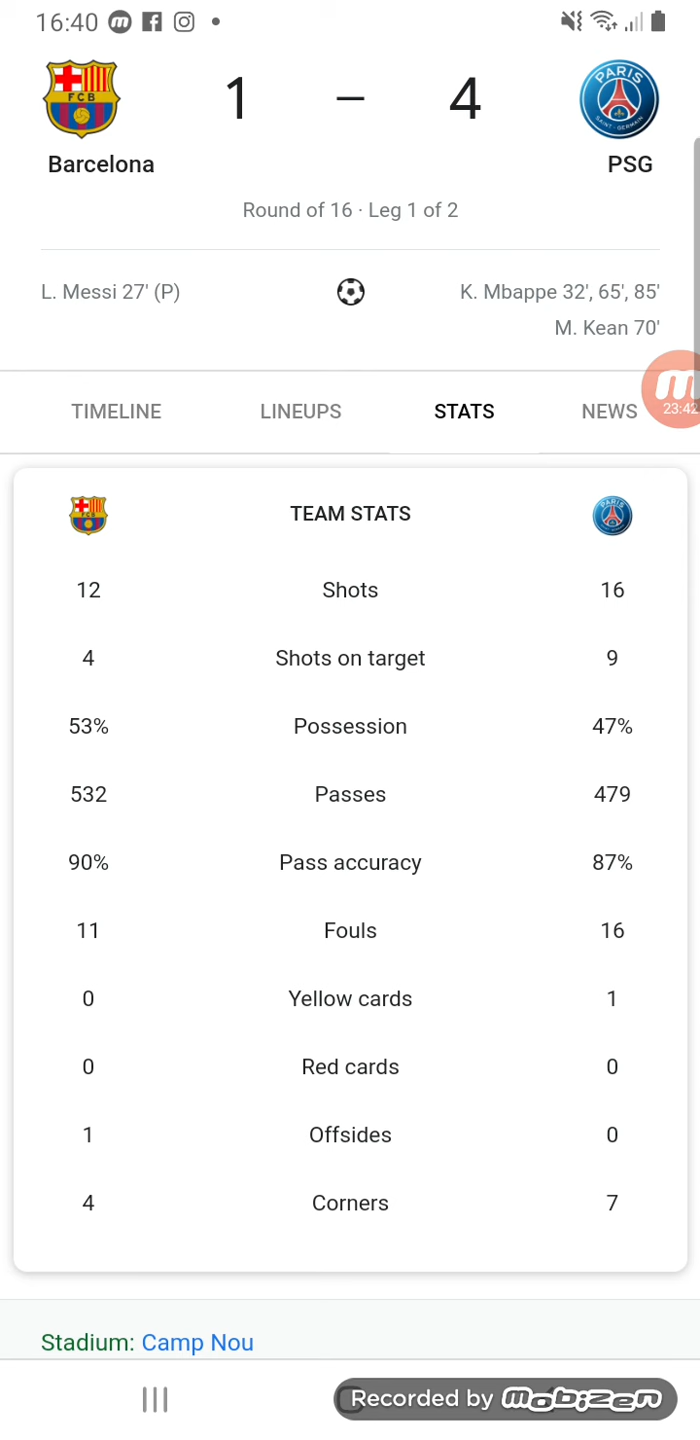 16:40
1 – 4
Barcelona PSG
Round of 16 · Leg 1 of 2
L. Messi 27' (P) K. Mbappe 32', 65', 85'
M. Kean 70'
TIMELINE LINEUPS STATS NEWS
23:42
TEAM STATS
12 Shots 16
4 Shots on target 9
53% Possession 47%
532 Passes 479
90% Pass accuracy 87%
11 Fouls 16
0 Yellow cards 1
0 Red cards 0
1 Offsides 0
4 Corners 7
Stadium: Camp Nou
Recorded by mobizen